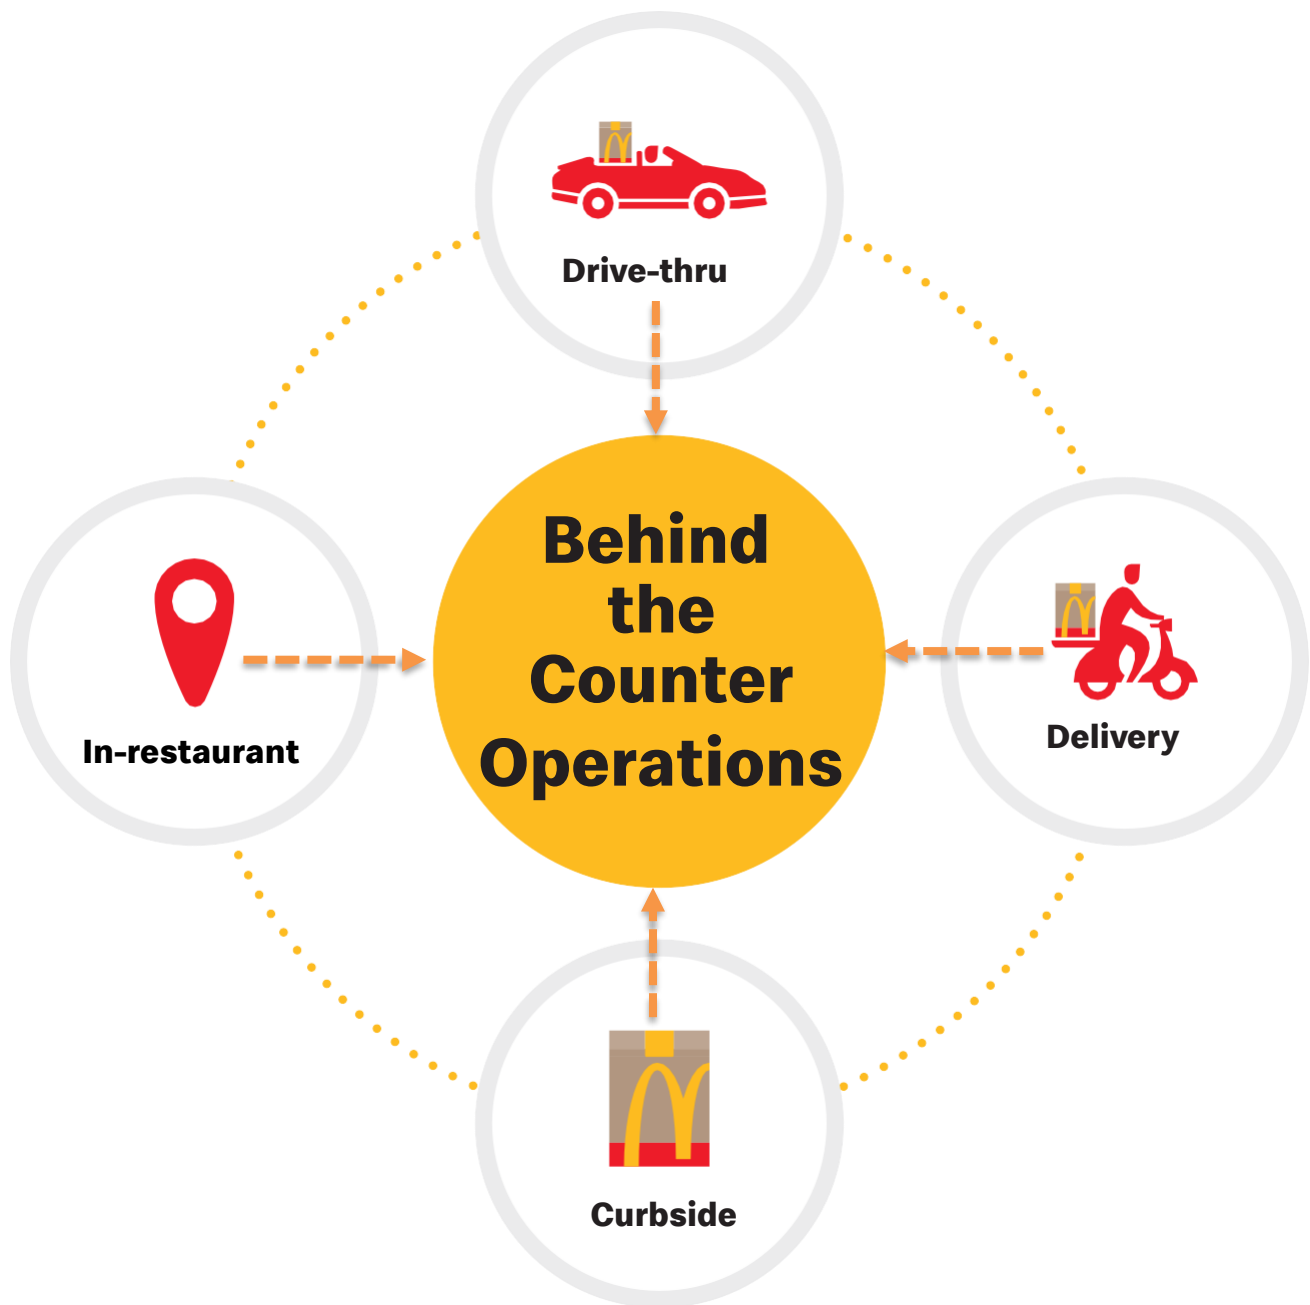 Drive-thru
Behind
the
Counter
Operations
In-restaurant
Delivery
Curbside